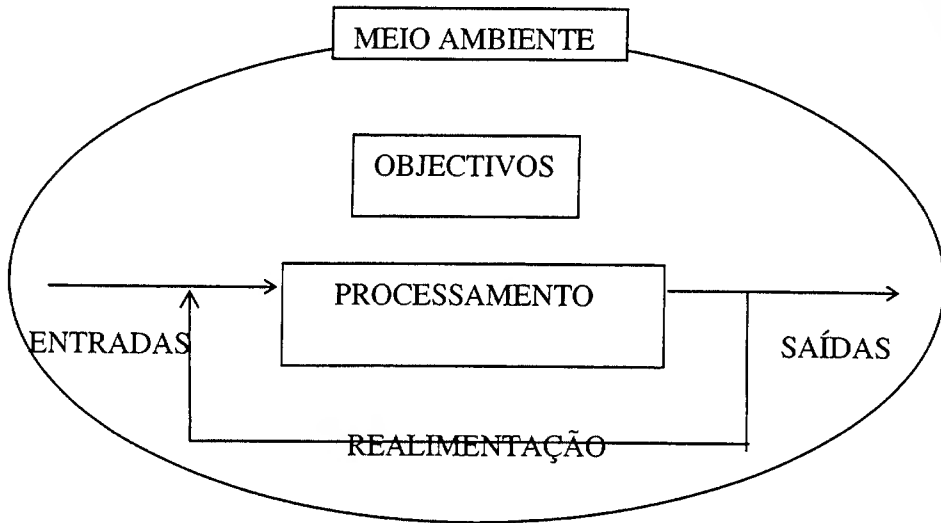 MEIO AMBIENTE
OBJECTIVOS
PROCESSAMENTO
ENTRADAS
SAÍDAS
REALIMENTAÇÃO